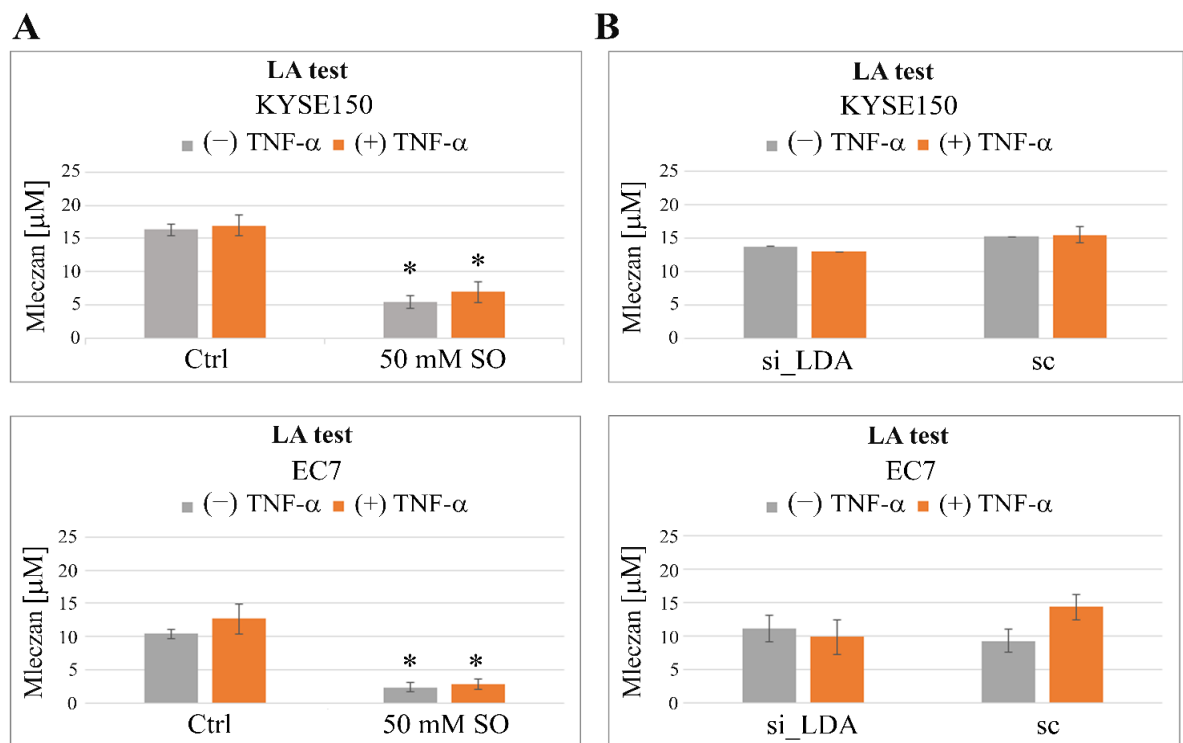 A
LA test
KYSE150
(−) TNF-α (+) TNF-α
Mleczan [µM]
25
20
15
10
5
0
* *
Ctrl 50 mM SO
B
LA test
KYSE150
(−) TNF-α (+) TNF-α
Mleczan [µM]
25
20
15
10
5
0
si_LDA sc
LA test
EC7
(−) TNF-α (+) TNF-α
Mleczan [µM]
25
20
15
10
5
0
* *
Ctrl 50 mM SO
LA test
EC7
(−) TNF-α (+) TNF-α
Mleczan [µM]
25
20
15
10
5
0
si_LDA sc